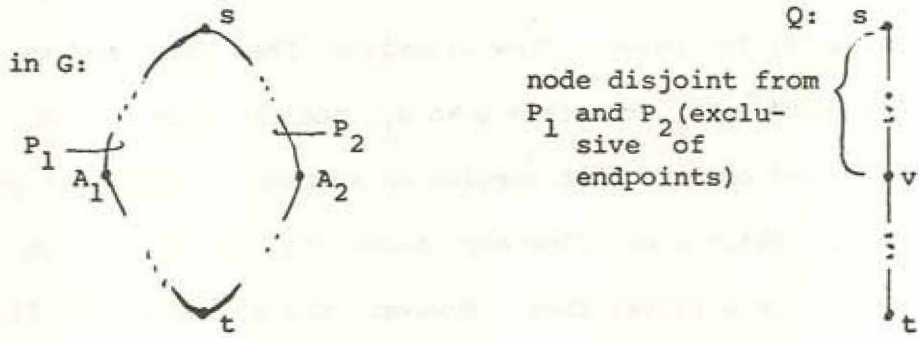 s
in G:
P₁
P₂
A₁
A₂
t
Q: s
node disjoint from
P₁ and P₂(exclu-
sive of
endpoints)
v
t